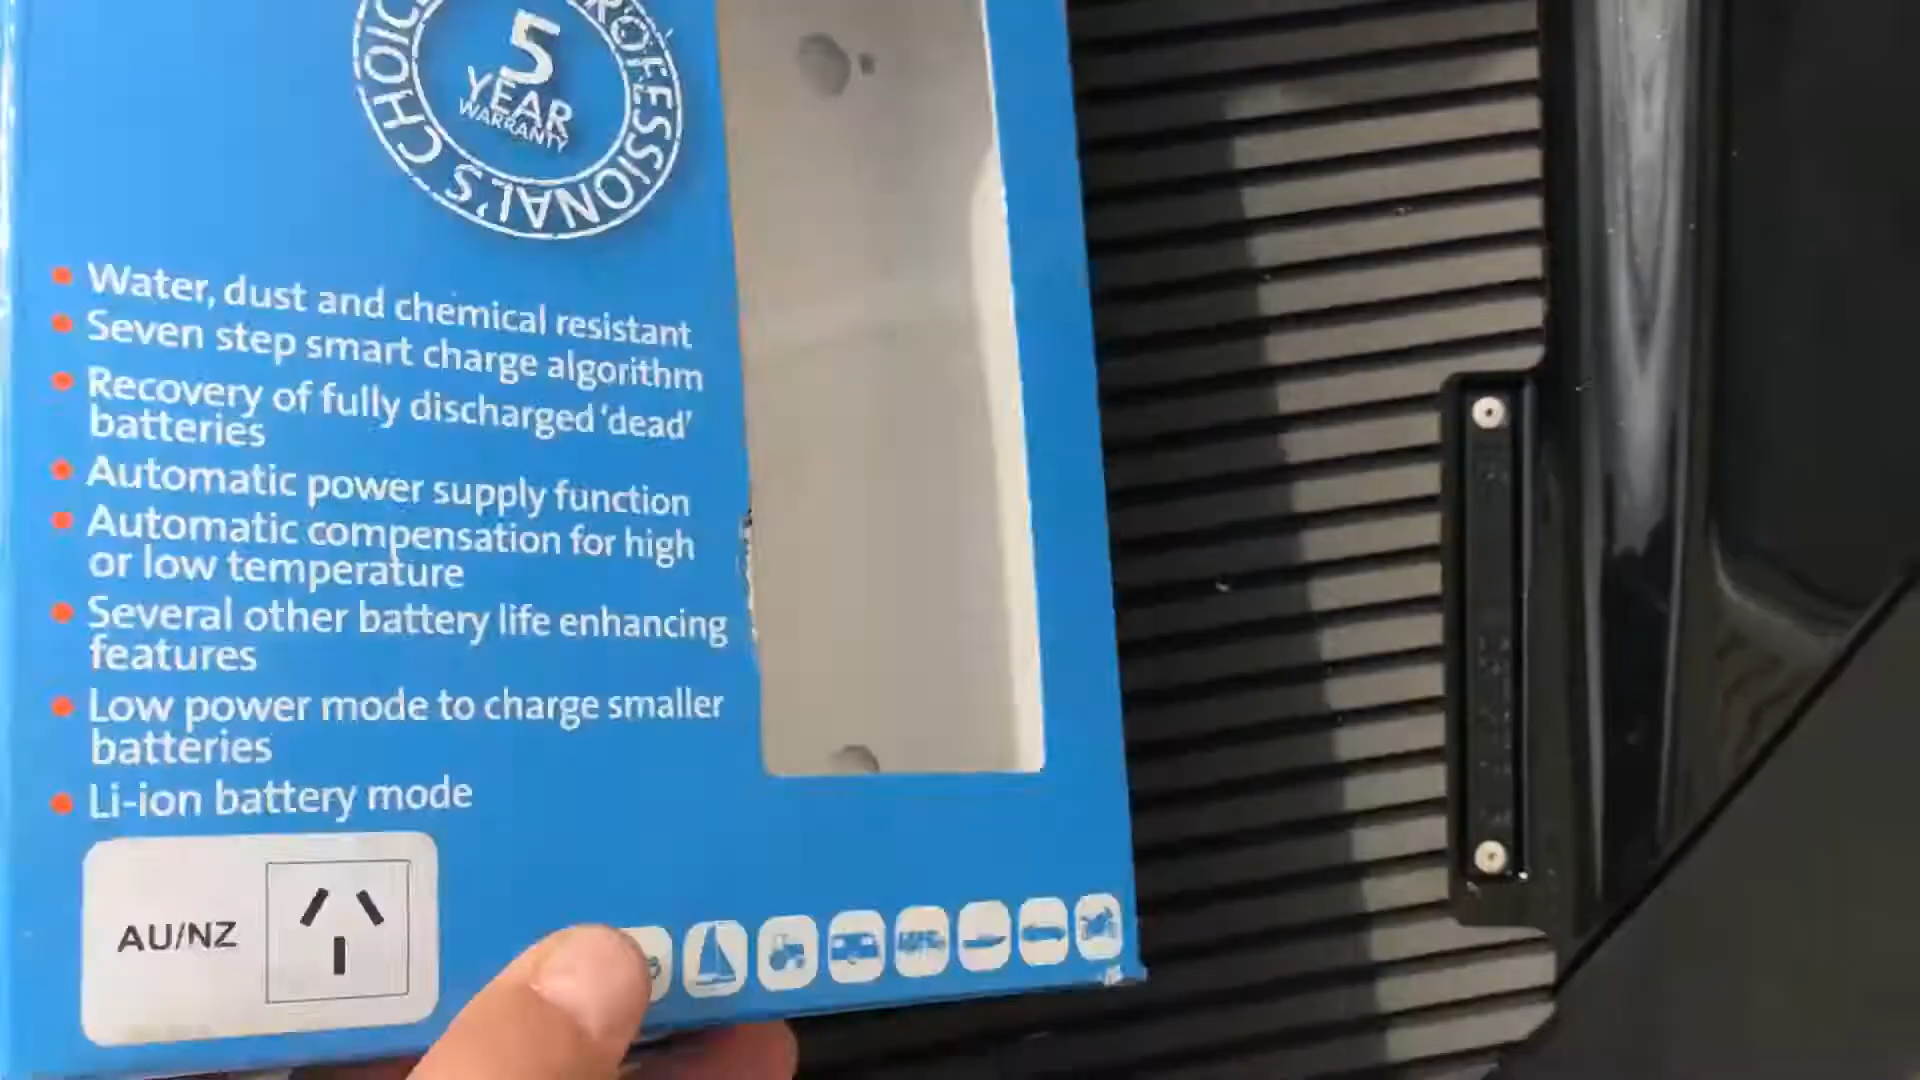 PROFESSIONAL'S CHOICE
5
YEAR
WARRANTY
Water, dust and chemical resistant
Seven step smart charge algorithm
Recovery of fully discharged ‘dead’
batteries
Automatic power supply function
Automatic compensation for high
or low temperature
Several other battery life enhancing
features
Low power mode to charge smaller
batteries
Li-ion battery mode
AU/NZ